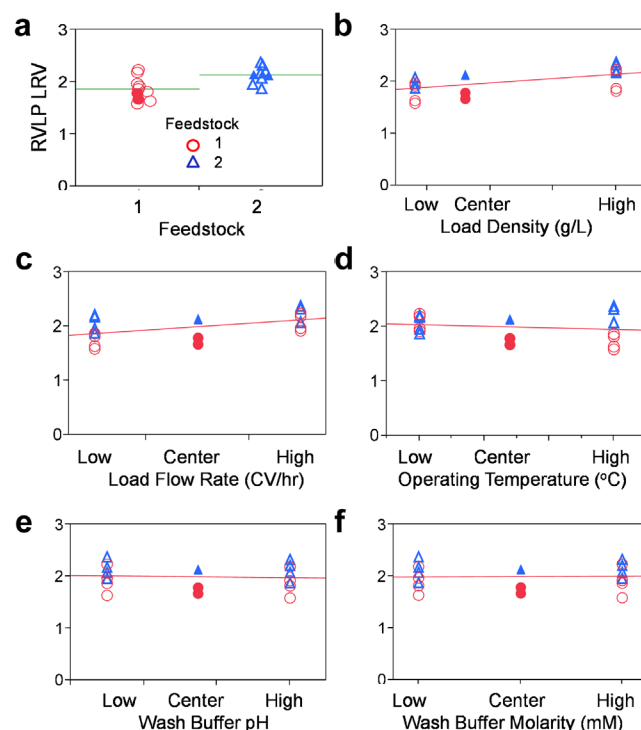 a
3
2
1
0
RVLP LRV
Feedstock
1
2
1
2
Feedstock
b
3
2
1
0
Low
Center
High
Load Density (g/L)
c
3
2
1
0
Low
Center
High
Load Flow Rate (CV/hr)
d
3
2
1
0
Low
Center
High
Operating Temperature (ºC)
e
3
2
1
0
Low
Center
High
Wash Buffer pH
f
3
2
1
0
Low
Center
High
Wash Buffer Molarity (mM)